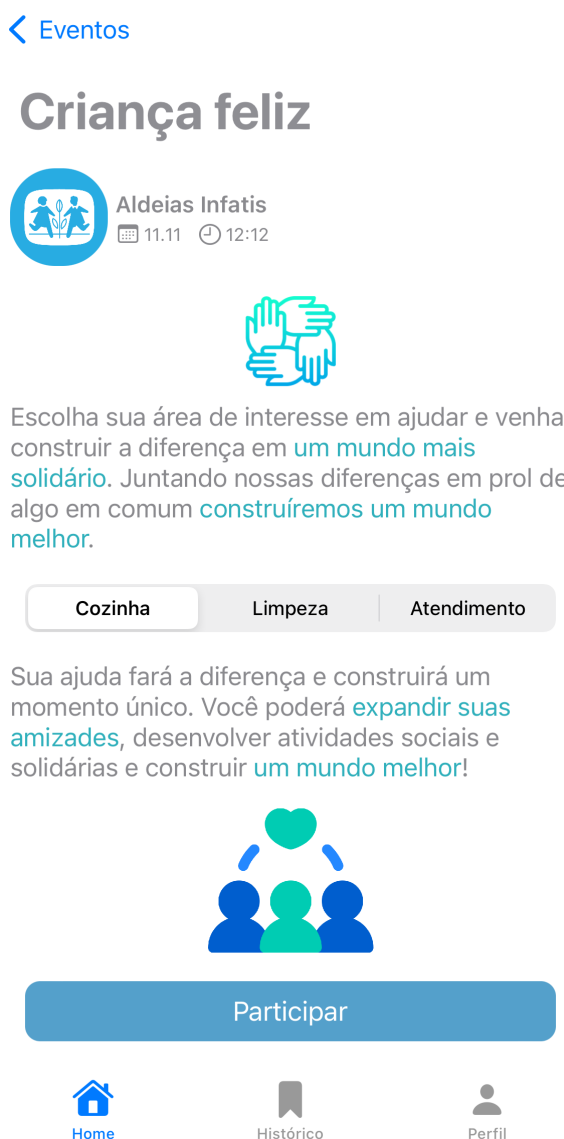 Eventos
Criança feliz
Aldeias Infatis
11.11 12:12
Escolha sua área de interesse em ajudar e venha
construir a diferença em um mundo mais
solidário. Juntando nossas diferenças em prol de
algo em comum construíremos um mundo
melhor.
Cozinha Limpeza Atendimento
Sua ajuda fará a diferença e construirá um
momento único. Você poderá expandir suas
amizades, desenvolver atividades sociais e
solidárias e construir um mundo melhor!
Participar
Home Histórico Perfil